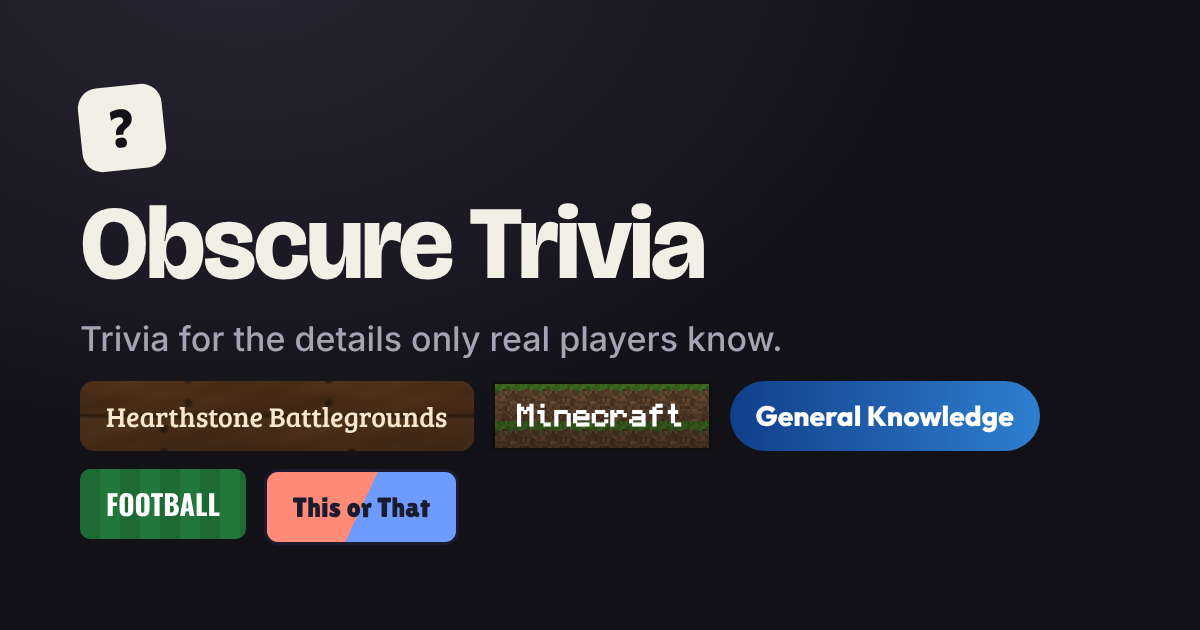 ?
Obscure Trivia
Trivia for the details only real players know.
Hearthstone Battlegrounds
Minecraft
General Knowledge
FOOTBALL
This or That